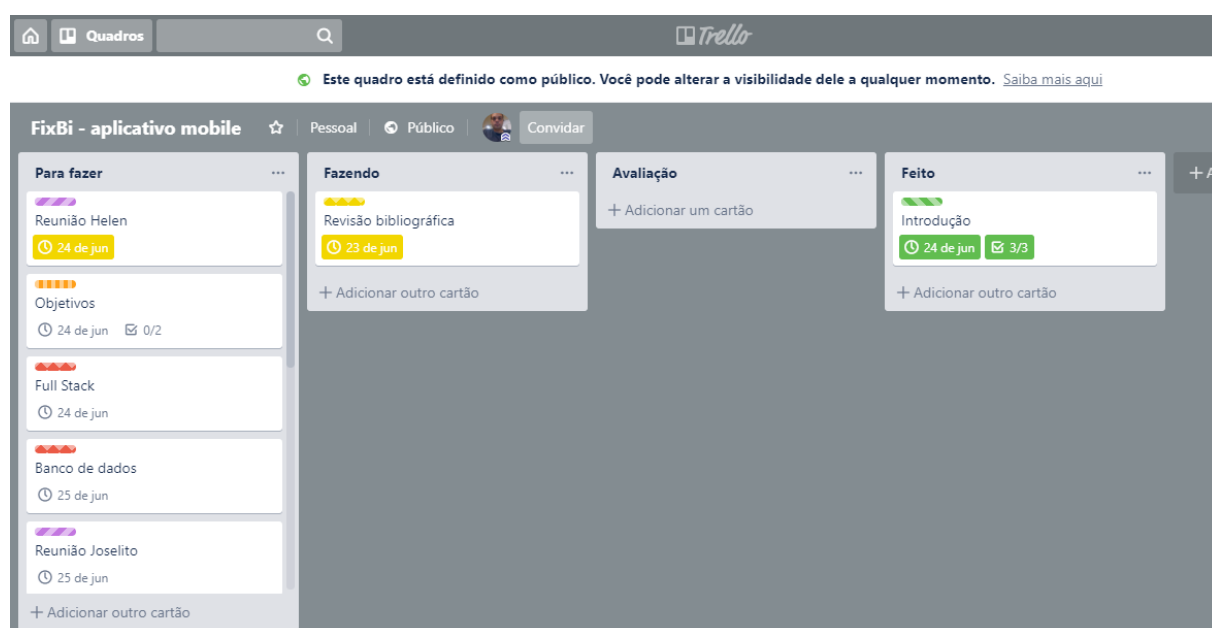 Quadros
Trello
Este quadro está definido como público. Você pode alterar a visibilidade dele a qualquer momento. Saiba mais aqui
FixBi - aplicativo mobile
Pessoal
Público
Convidar
Para fazer
Reunião Helen
24 de jun
Objetivos
24 de jun 0/2
Full Stack
24 de jun
Banco de dados
25 de jun
Reunião Joselito
25 de jun
+ Adicionar outro cartão
Fazendo
Revisão bibliográfica
23 de jun
+ Adicionar outro cartão
Avaliação
+ Adicionar um cartão
Feito
Introdução
24 de jun 3/3
+ Adicionar outro cartão